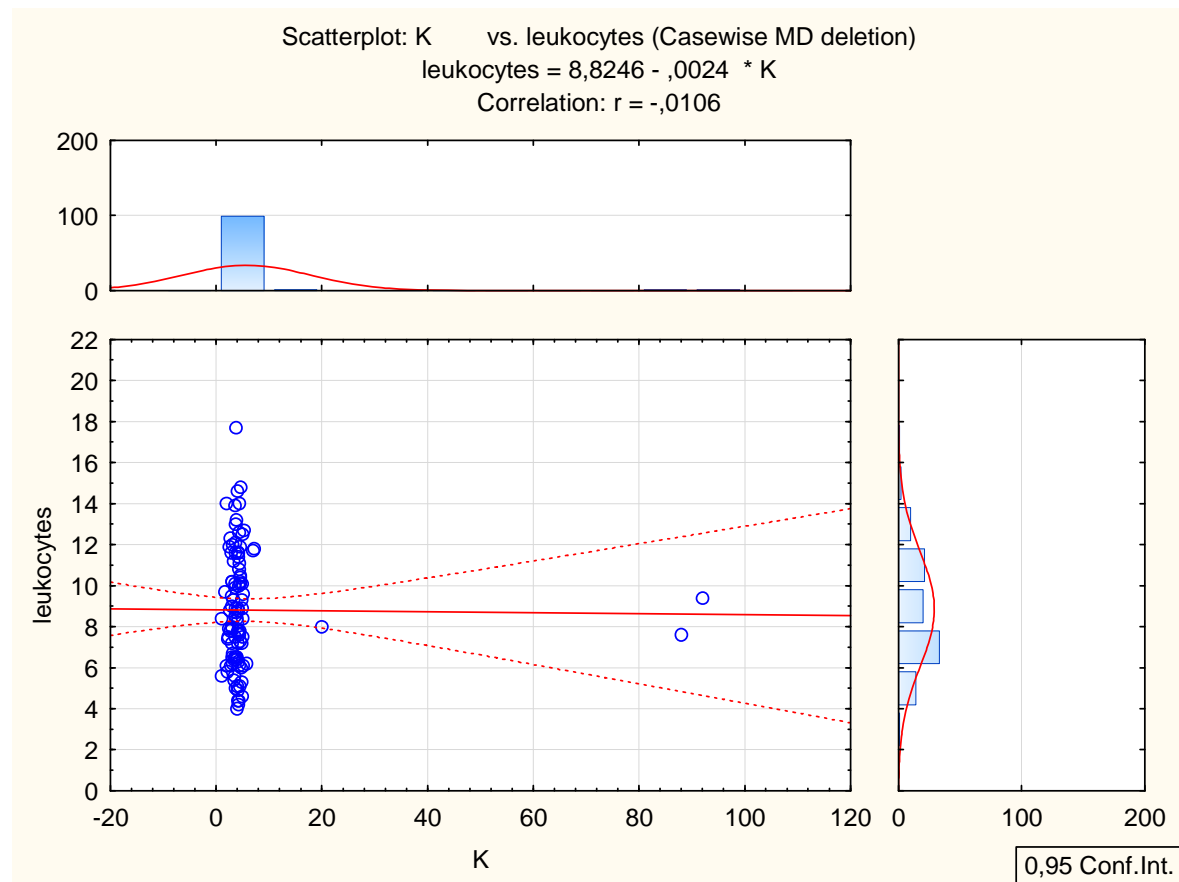 Scatterplot: K vs. leukocytes (Casewise MD deletion)
leukocytes = 8,8246 - ,0024 * K
Correlation: r = -,0106
200
100
0
22
20
18
16
14
12
10
8
6
4
2
0
leukocytes
-20 0 20 40 60 80 100 120
K
0 100 200
0,95 Conf.Int.